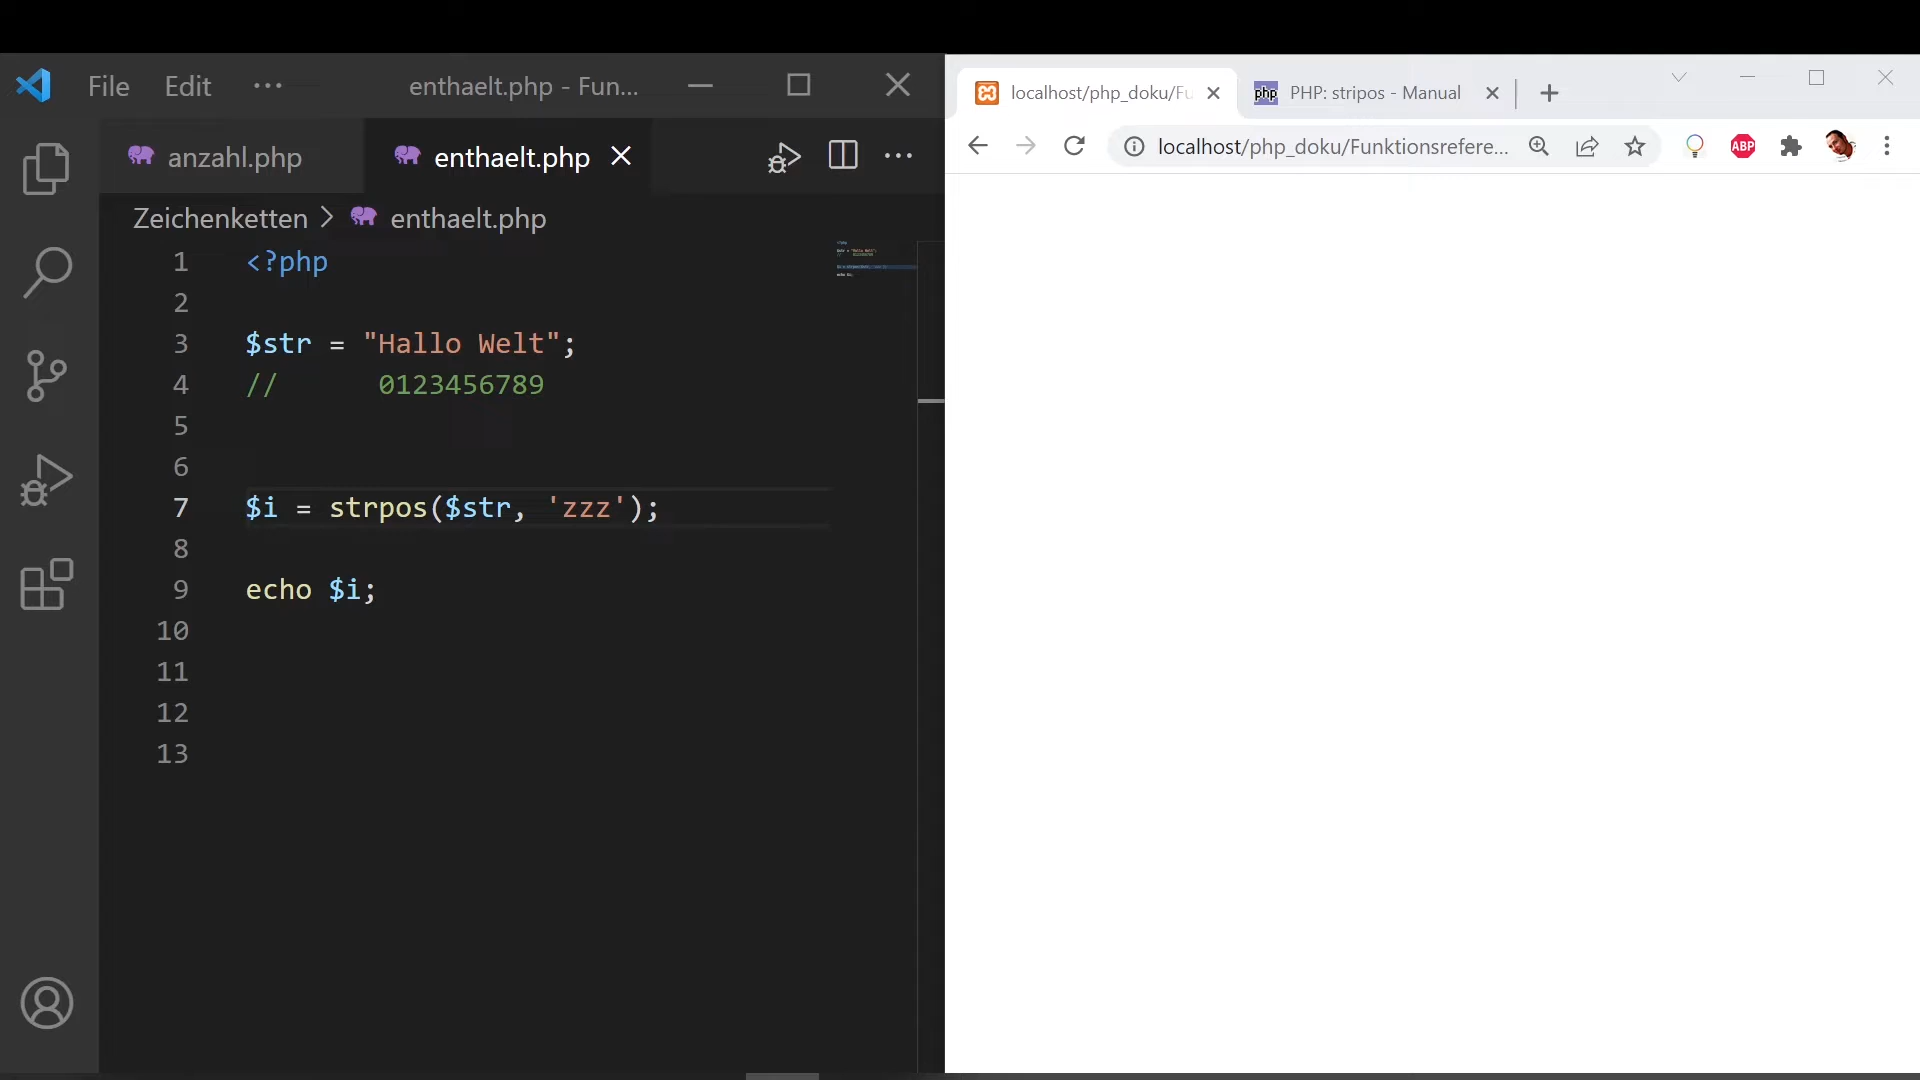 File Edit ··· enthaelt.php - Fun...
anzahl.php enthaelt.php
Zeichenketten > enthaelt.php
1 <?php
2
3 $str = "Hallo Welt";
4 //      0123456789
5
6
7 $i = strpos($str, 'zzz');
8
9 echo $i;
10
11
12
13
localhost/php_doku/Fu php PHP: stripos - Manual
localhost/php_doku/Funktionsrefere... ABP